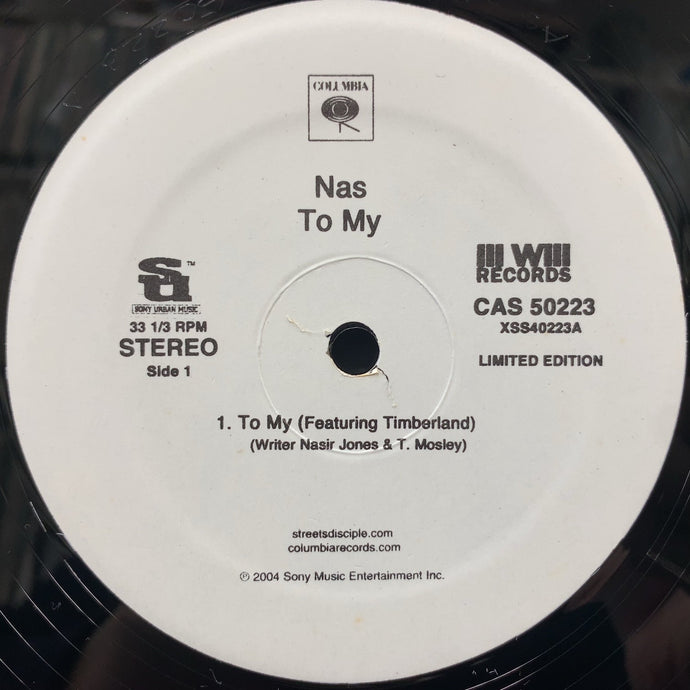 COLUMBIA
Nas
To My
su™
SONY URBAN MUSIC
33 1/3 RPM
STEREO
Side 1
Ill Will
RECORDS
CAS 50223
XSS40223A
LIMITED EDITION
1. To My (Featuring Timberland)
(Writer Nasir Jones & T. Mosley)
streetsdisciple.com
columbiarecords.com
℗ 2004 Sony Music Entertainment Inc.